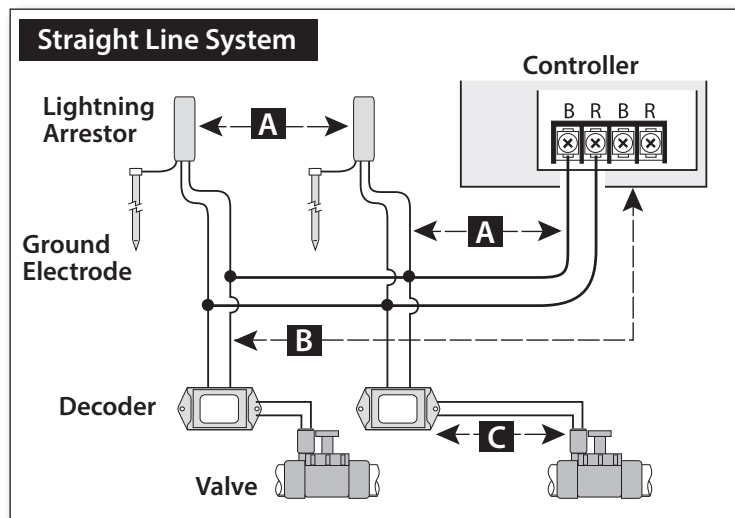 Straight Line System
Controller
Lightning
Arrestor
A
B R B R
A
Ground
Electrode
B
Decoder
C
Valve